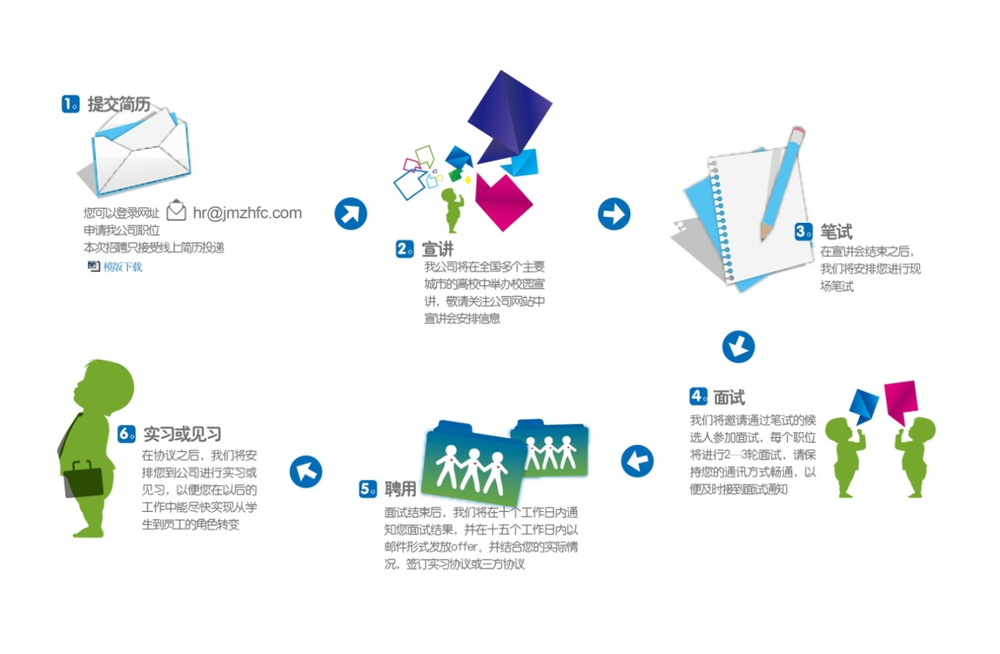 1。 提交简历
您可以登录网址 hr@jmzhfc.com
申请我公司职位
本次招聘只接受线上简历投递
模版下载
2。 宣讲
我公司将在全国多个主要
城市的高校中举办校园宣
讲，敬请关注公司网站中
宣讲会安排信息
3。 笔试
在宣讲会结束之后，
我们将安排您进行现
场笔试
4。 面试
我们将邀请通过笔试的候
选人参加面试，每个职位
将进行2—3轮面试，请保
持您的通讯方式畅通，以
便及时接到面试通知
5。 聘用
面试结束后，我们将在十个工作日内通
知您面试结果，并在十五个工作日内以
邮件形式发放offer。并结合您的实际情
况，签订实习协议或三方协议
6。 实习或见习
在协议之后，我们将安
排您到公司进行实习或
见习，以便您在以后的
工作中能尽快实现从学
生到员工的角色转变